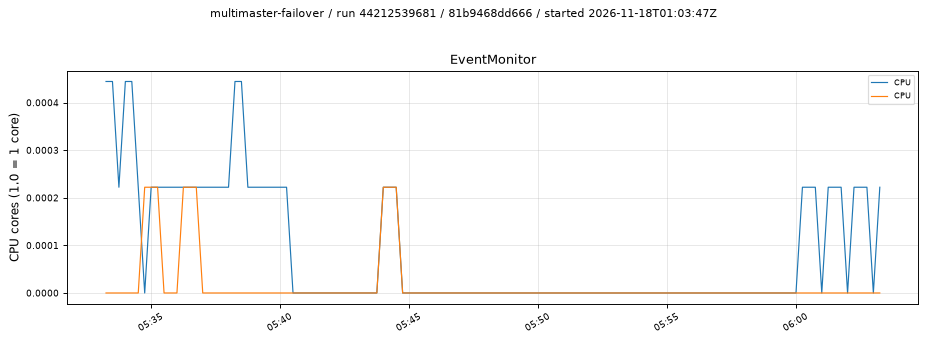 multimaster-failover / run 44212539681 / 81b9468dd666 / started 2026-11-18T01:03:47Z
EventMonitor
CPU
CPU
CPU cores (1.0 = 1 core)
0.0004
0.0003
0.0002
0.0001
0.0000
05:35
05:40
05:45
05:50
05:55
06:00